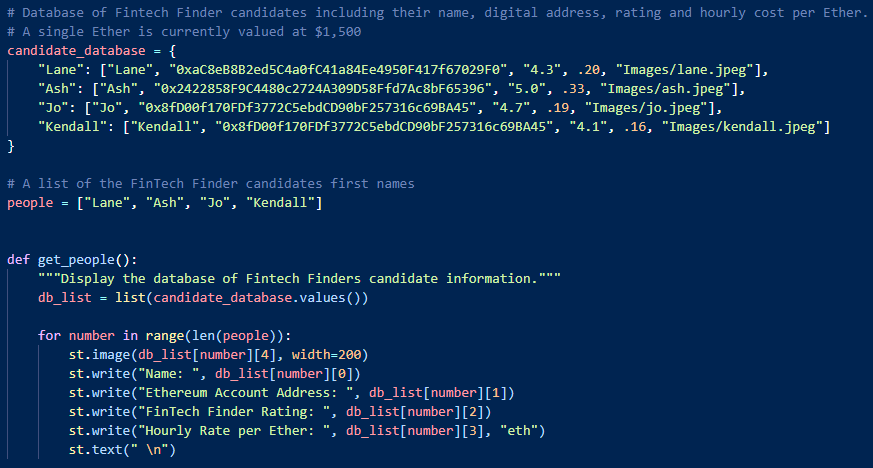 # Database of Fintech Finder candidates including their name, digital address, rating and hourly cost per Ether.
# A single Ether is currently valued at $1,500
candidate_database = {
    "Lane": ["Lane", "0xaC8eB8B2ed5C4a0fC41a84Ee4950F417f67029F0", "4.3", .20, "Images/lane.jpeg"],
    "Ash": ["Ash", "0x2422858F9C4480c2724A309D58Ffd7Ac8bF65396", "5.0", .33, "Images/ash.jpeg"],
    "Jo": ["Jo", "0x8fD00f170FDf3772C5ebdCD90bF257316c69BA45", "4.7", .19, "Images/jo.jpeg"],
    "Kendall": ["Kendall", "0x8fD00f170FDf3772C5ebdCD90bF257316c69BA45", "4.1", .16, "Images/kendall.jpeg"]
}
# A list of the FinTech Finder candidates first names
people = ["Lane", "Ash", "Jo", "Kendall"]
def get_people():
    """Display the database of Fintech Finders candidate information."""
    db_list = list(candidate_database.values())
    for number in range(len(people)):
        st.image(db_list[number][4], width=200)
        st.write("Name: ", db_list[number][0])
        st.write("Ethereum Account Address: ", db_list[number][1])
        st.write("FinTech Finder Rating: ", db_list[number][2])
        st.write("Hourly Rate per Ether: ", db_list[number][3], "eth")
        st.text(" \n")